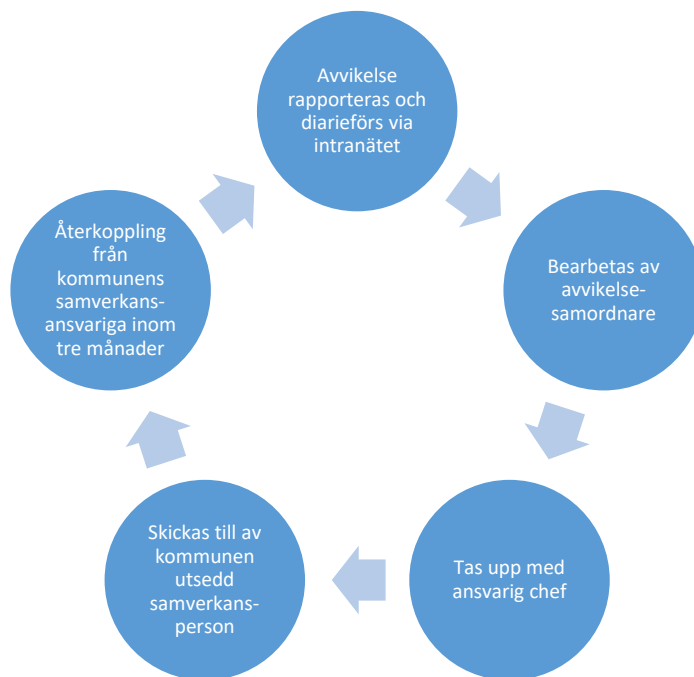 Avvikelse
rapporteras och
diarieförs via
intranätet
Bearbetas av
avvikelse-
samordnare
Tas upp med
ansvarig chef
Skickas till av
kommunen
utsedd
samverkans-
person
Återkoppling
från
kommunens
samverkans-
ansvariga inom
tre månader